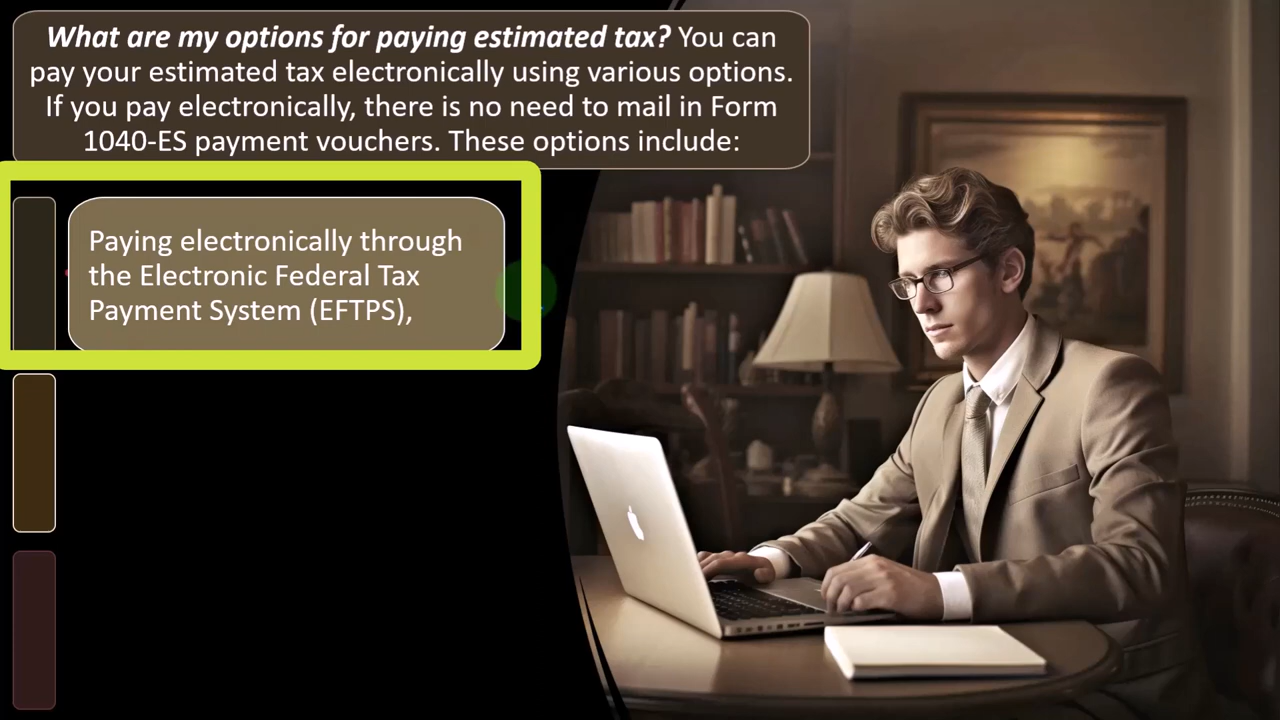 What are my options for paying estimated tax? You can
pay your estimated tax electronically using various options.
If you pay electronically, there is no need to mail in Form
1040-ES payment vouchers. These options include:
Paying electronically through
the Electronic Federal Tax
Payment System (EFTPS),